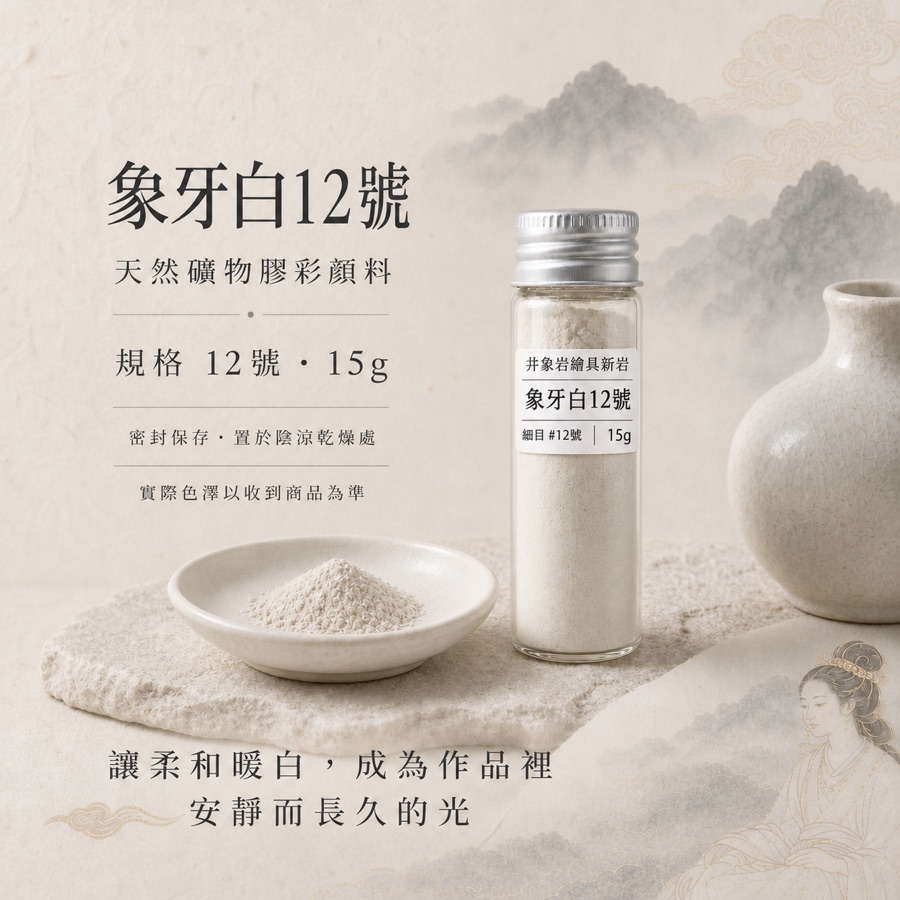 象牙白12號
天然礦物膠彩顏料
規格 12號・15g
密封保存・置於陰涼乾燥處
實際色澤以收到商品為準
井象岩繪具新岩
象牙白12號
細目 #12號 | 15g
讓柔和暖白，成為作品裡
安靜而長久的光